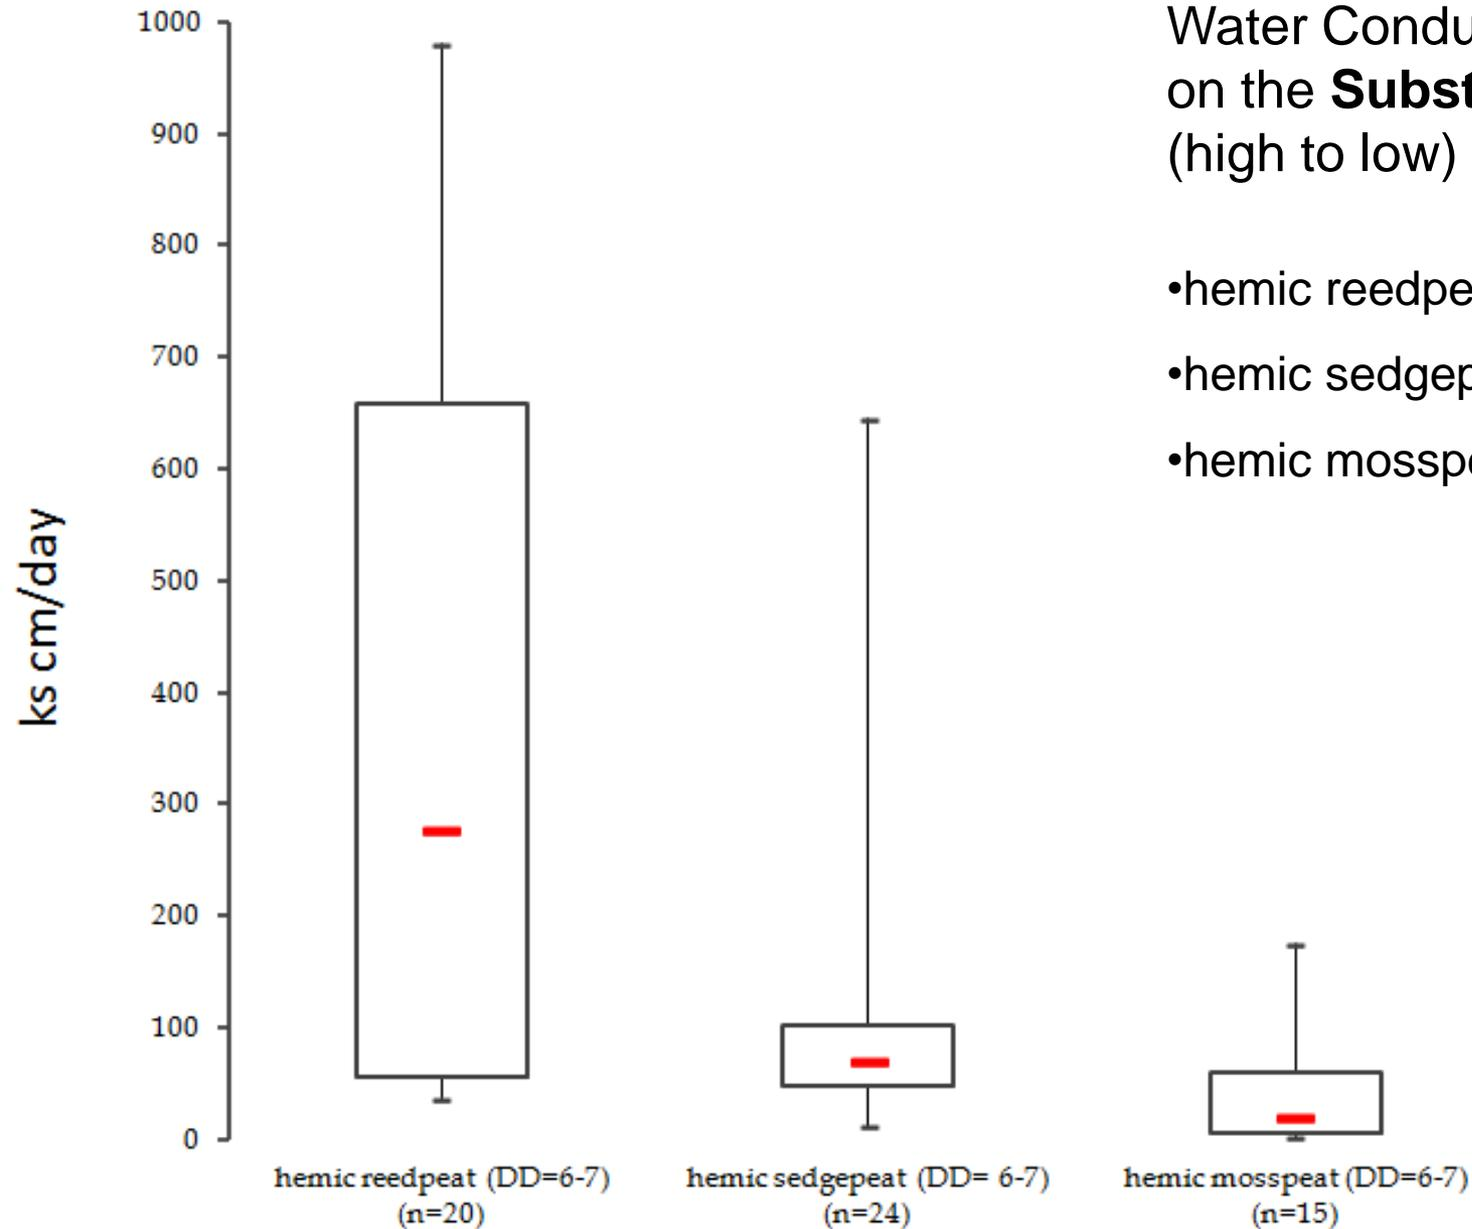 Water Condu
on the Subst
(high to low)
•hemic reedpe
•hemic sedgep
•hemic mosspe
ks cm/day
1000
900
800
700
600
500
400
300
200
100
0
hemic reedpeat (DD=6-7)
(n=20)
hemic sedgepeat (DD= 6-7)
(n=24)
hemic mosspeat (DD=6-7)
(n=15)